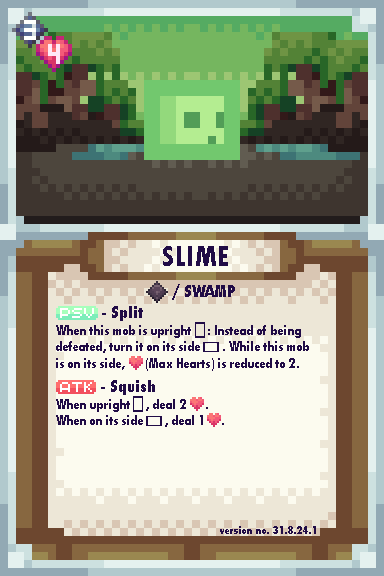 3
4
SLIME
/ SWAMP
PSV - Split
When this mob is upright : Instead of being
defeated, turn it on its side . While this mob
is on its side, (Max Hearts) is reduced to 2.
ATK - Squish
When upright , deal 2 .
When on its side , deal 1 .
version no. 31.8.24.1